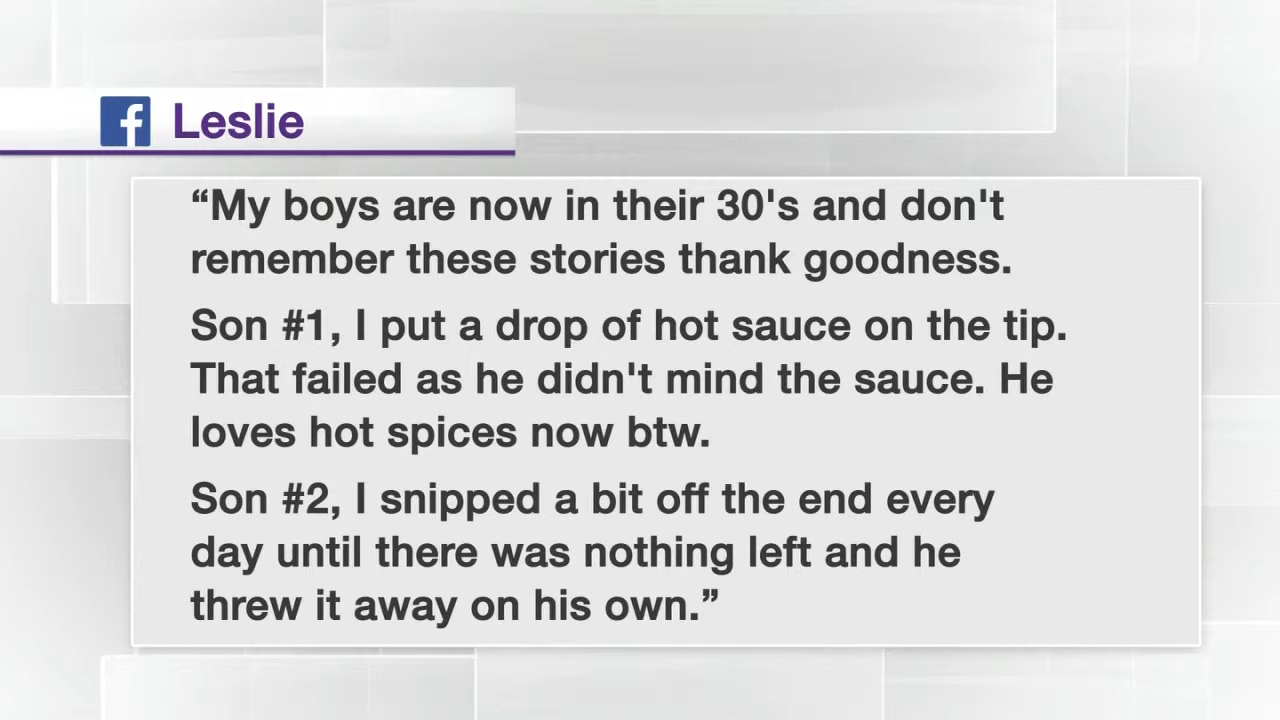 Leslie
“My boys are now in their 30's and don't
remember these stories thank goodness.
Son #1, I put a drop of hot sauce on the tip.
That failed as he didn't mind the sauce. He
loves hot spices now btw.
Son #2, I snipped a bit off the end every
day until there was nothing left and he
threw it away on his own.”